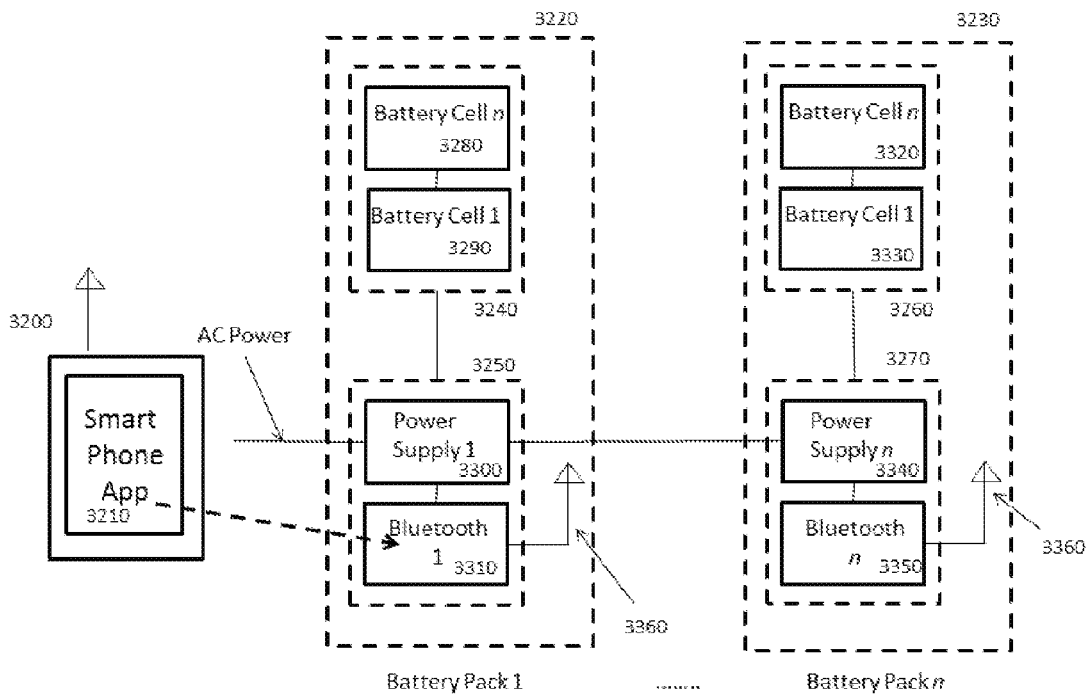 3220
3230
Battery Cell n
3280
Battery Cell n
3320
Battery Cell 1
3290
Battery Cell 1
3330
3200
AC Power
3240
3260
3250
3270
Smart
Phone
App
3210
Power
Supply 1
3300
Power
Supply n
3340
Bluetooth
1
3310
Bluetooth
n
3350
3360
3360
Battery Pack 1
.......
Battery Pack n